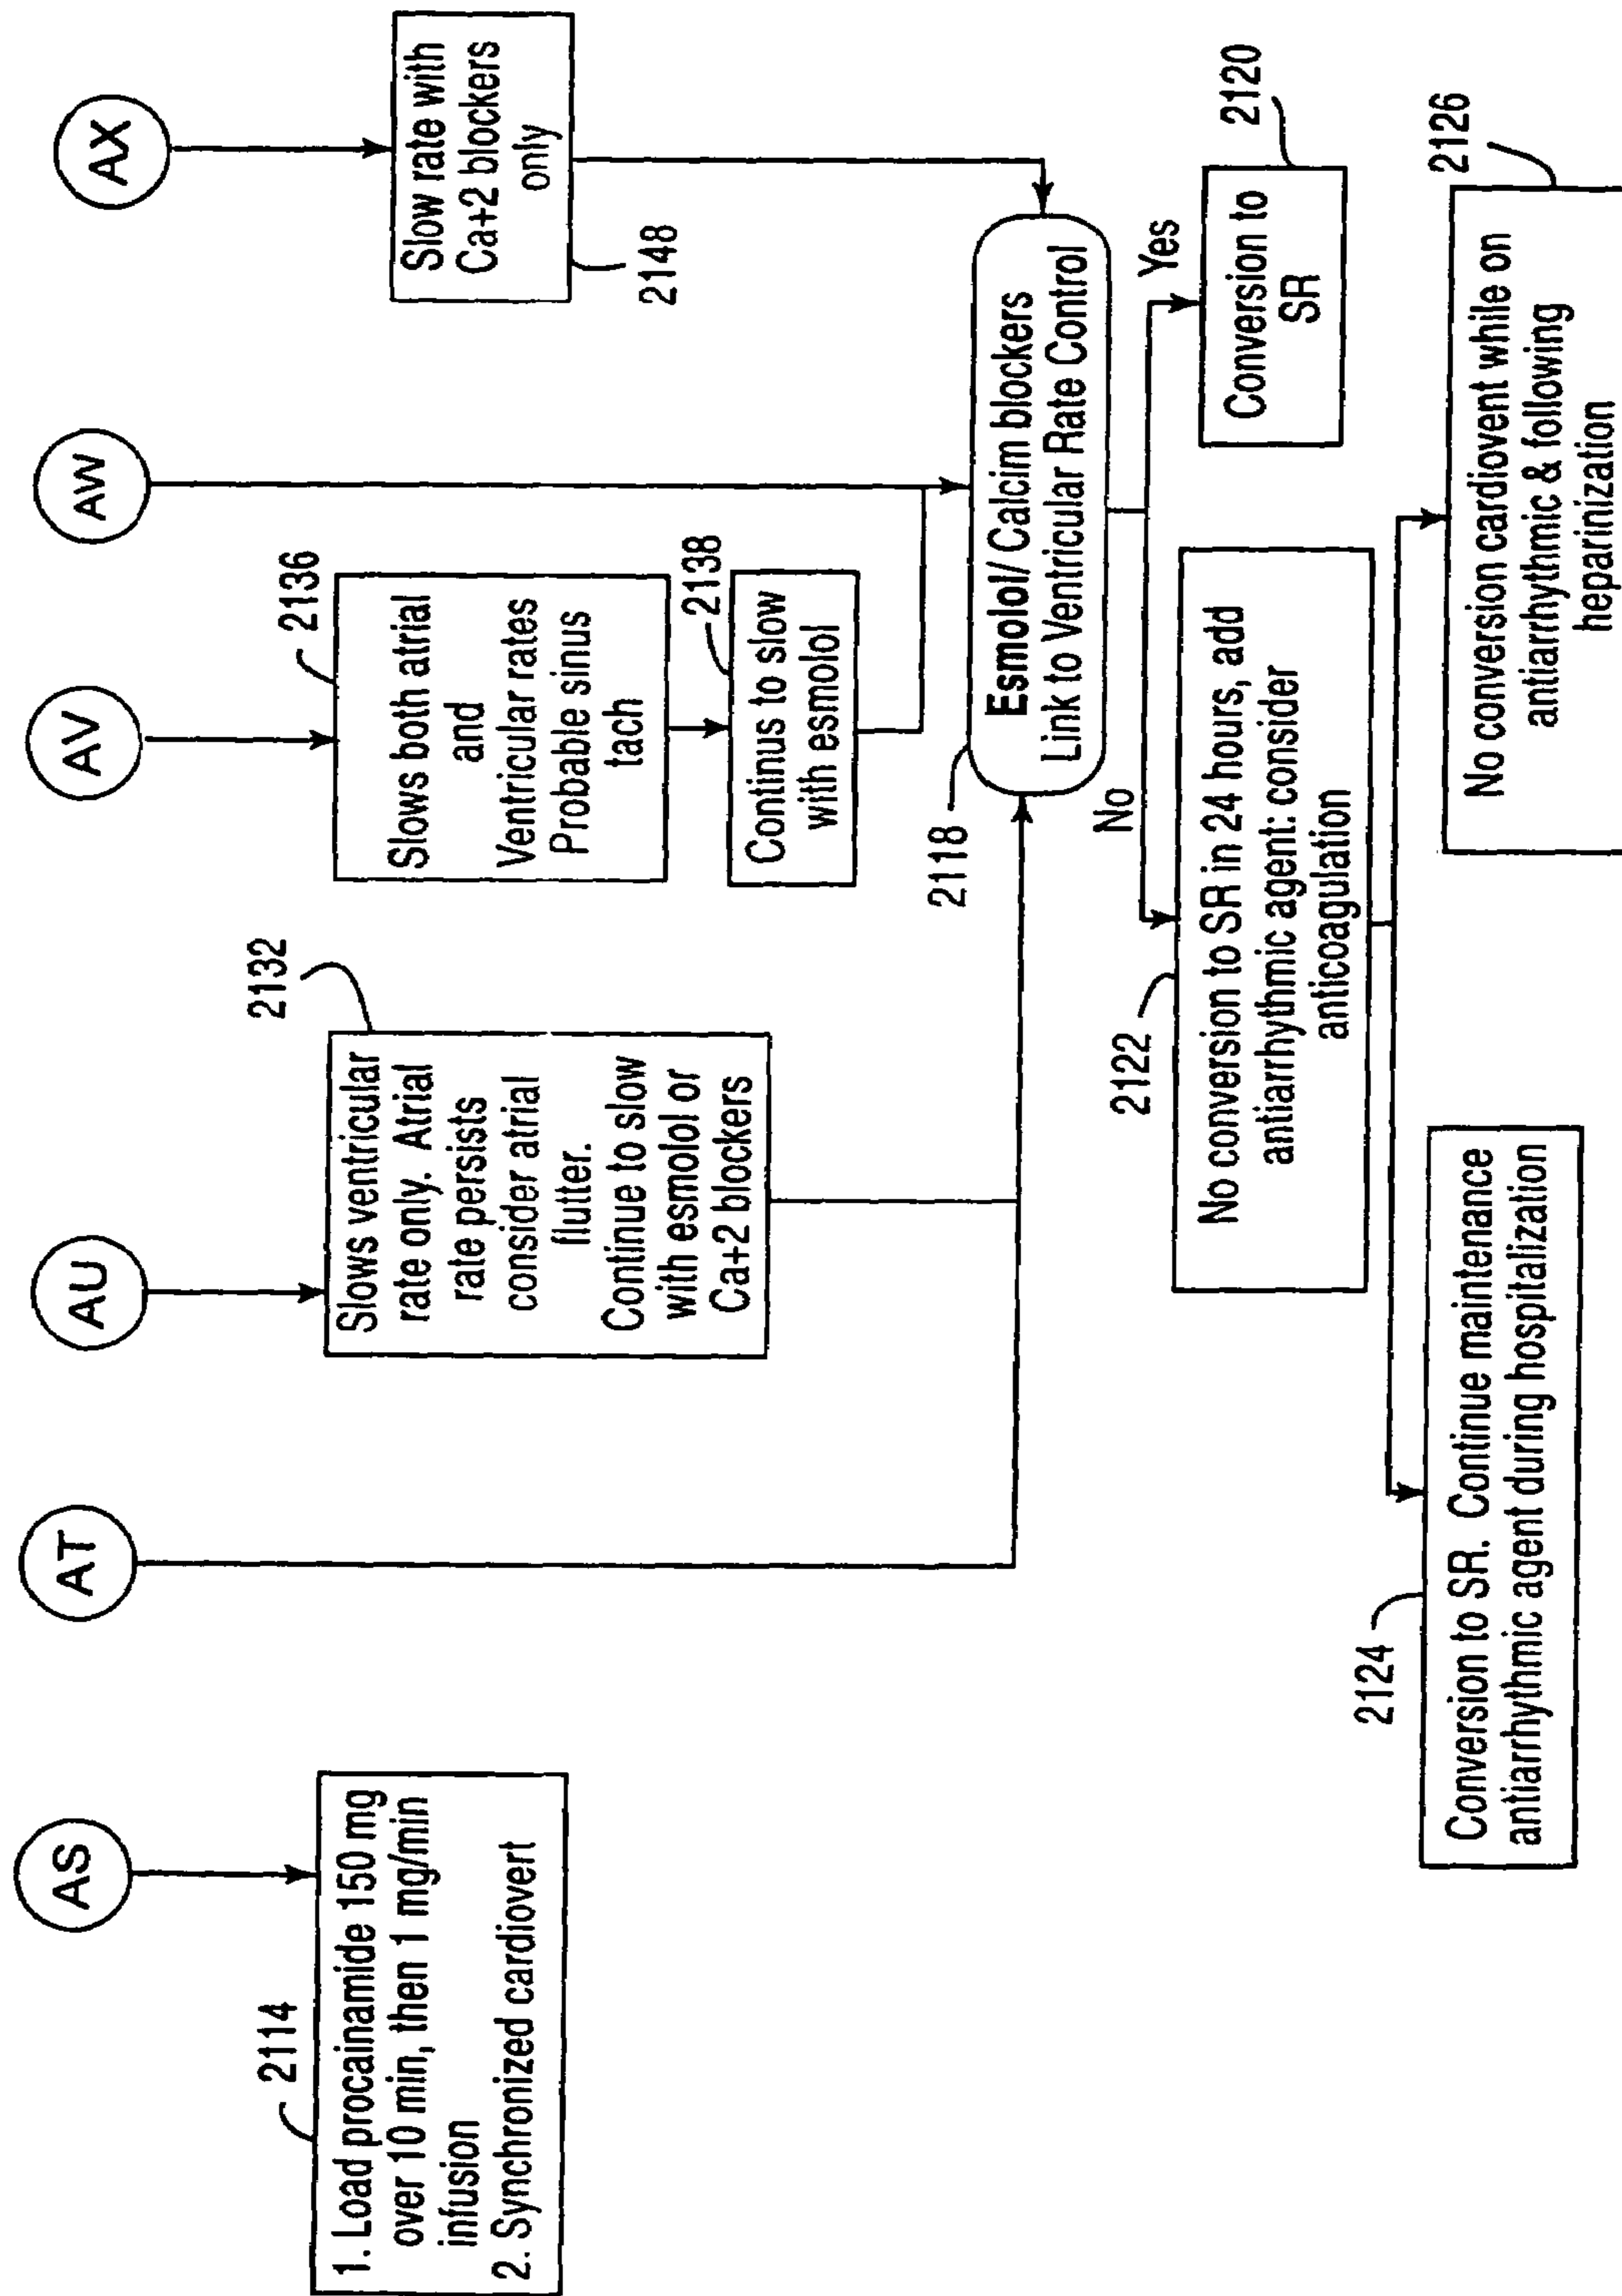 AS
AT
AU
AV
AW
AX
2114
1. Load procainamide 150 mg
over 10 min, then 1 mg/min
infusion
2. Synchronized cardiovert
2132
Slows ventricular
rate only. Atrial
rate persists
consider atrial
flutter.
Continue to slow
with esmolol or
Ca+2 blockers
2136
Slows both atrial
and
Ventricular rates
Probable sinus
tach
2138
Continus to slow
with esmolol
Slow rate with
Ca+2 blockers
only
2148
2118
Esmolol/ Calcim blockers
Link to Ventricular Rate Control
No
Yes
2122
No conversion to SR in 24 hours, add
antiarrhythmic agent: consider
anticoagulation
Conversion to
SR
2120
2124
Conversion to SR. Continue maintenance
antiarrhythmic agent during hospitalization
2126
No conversion cardiovent while on
antiarrhythmic & following
heparinization